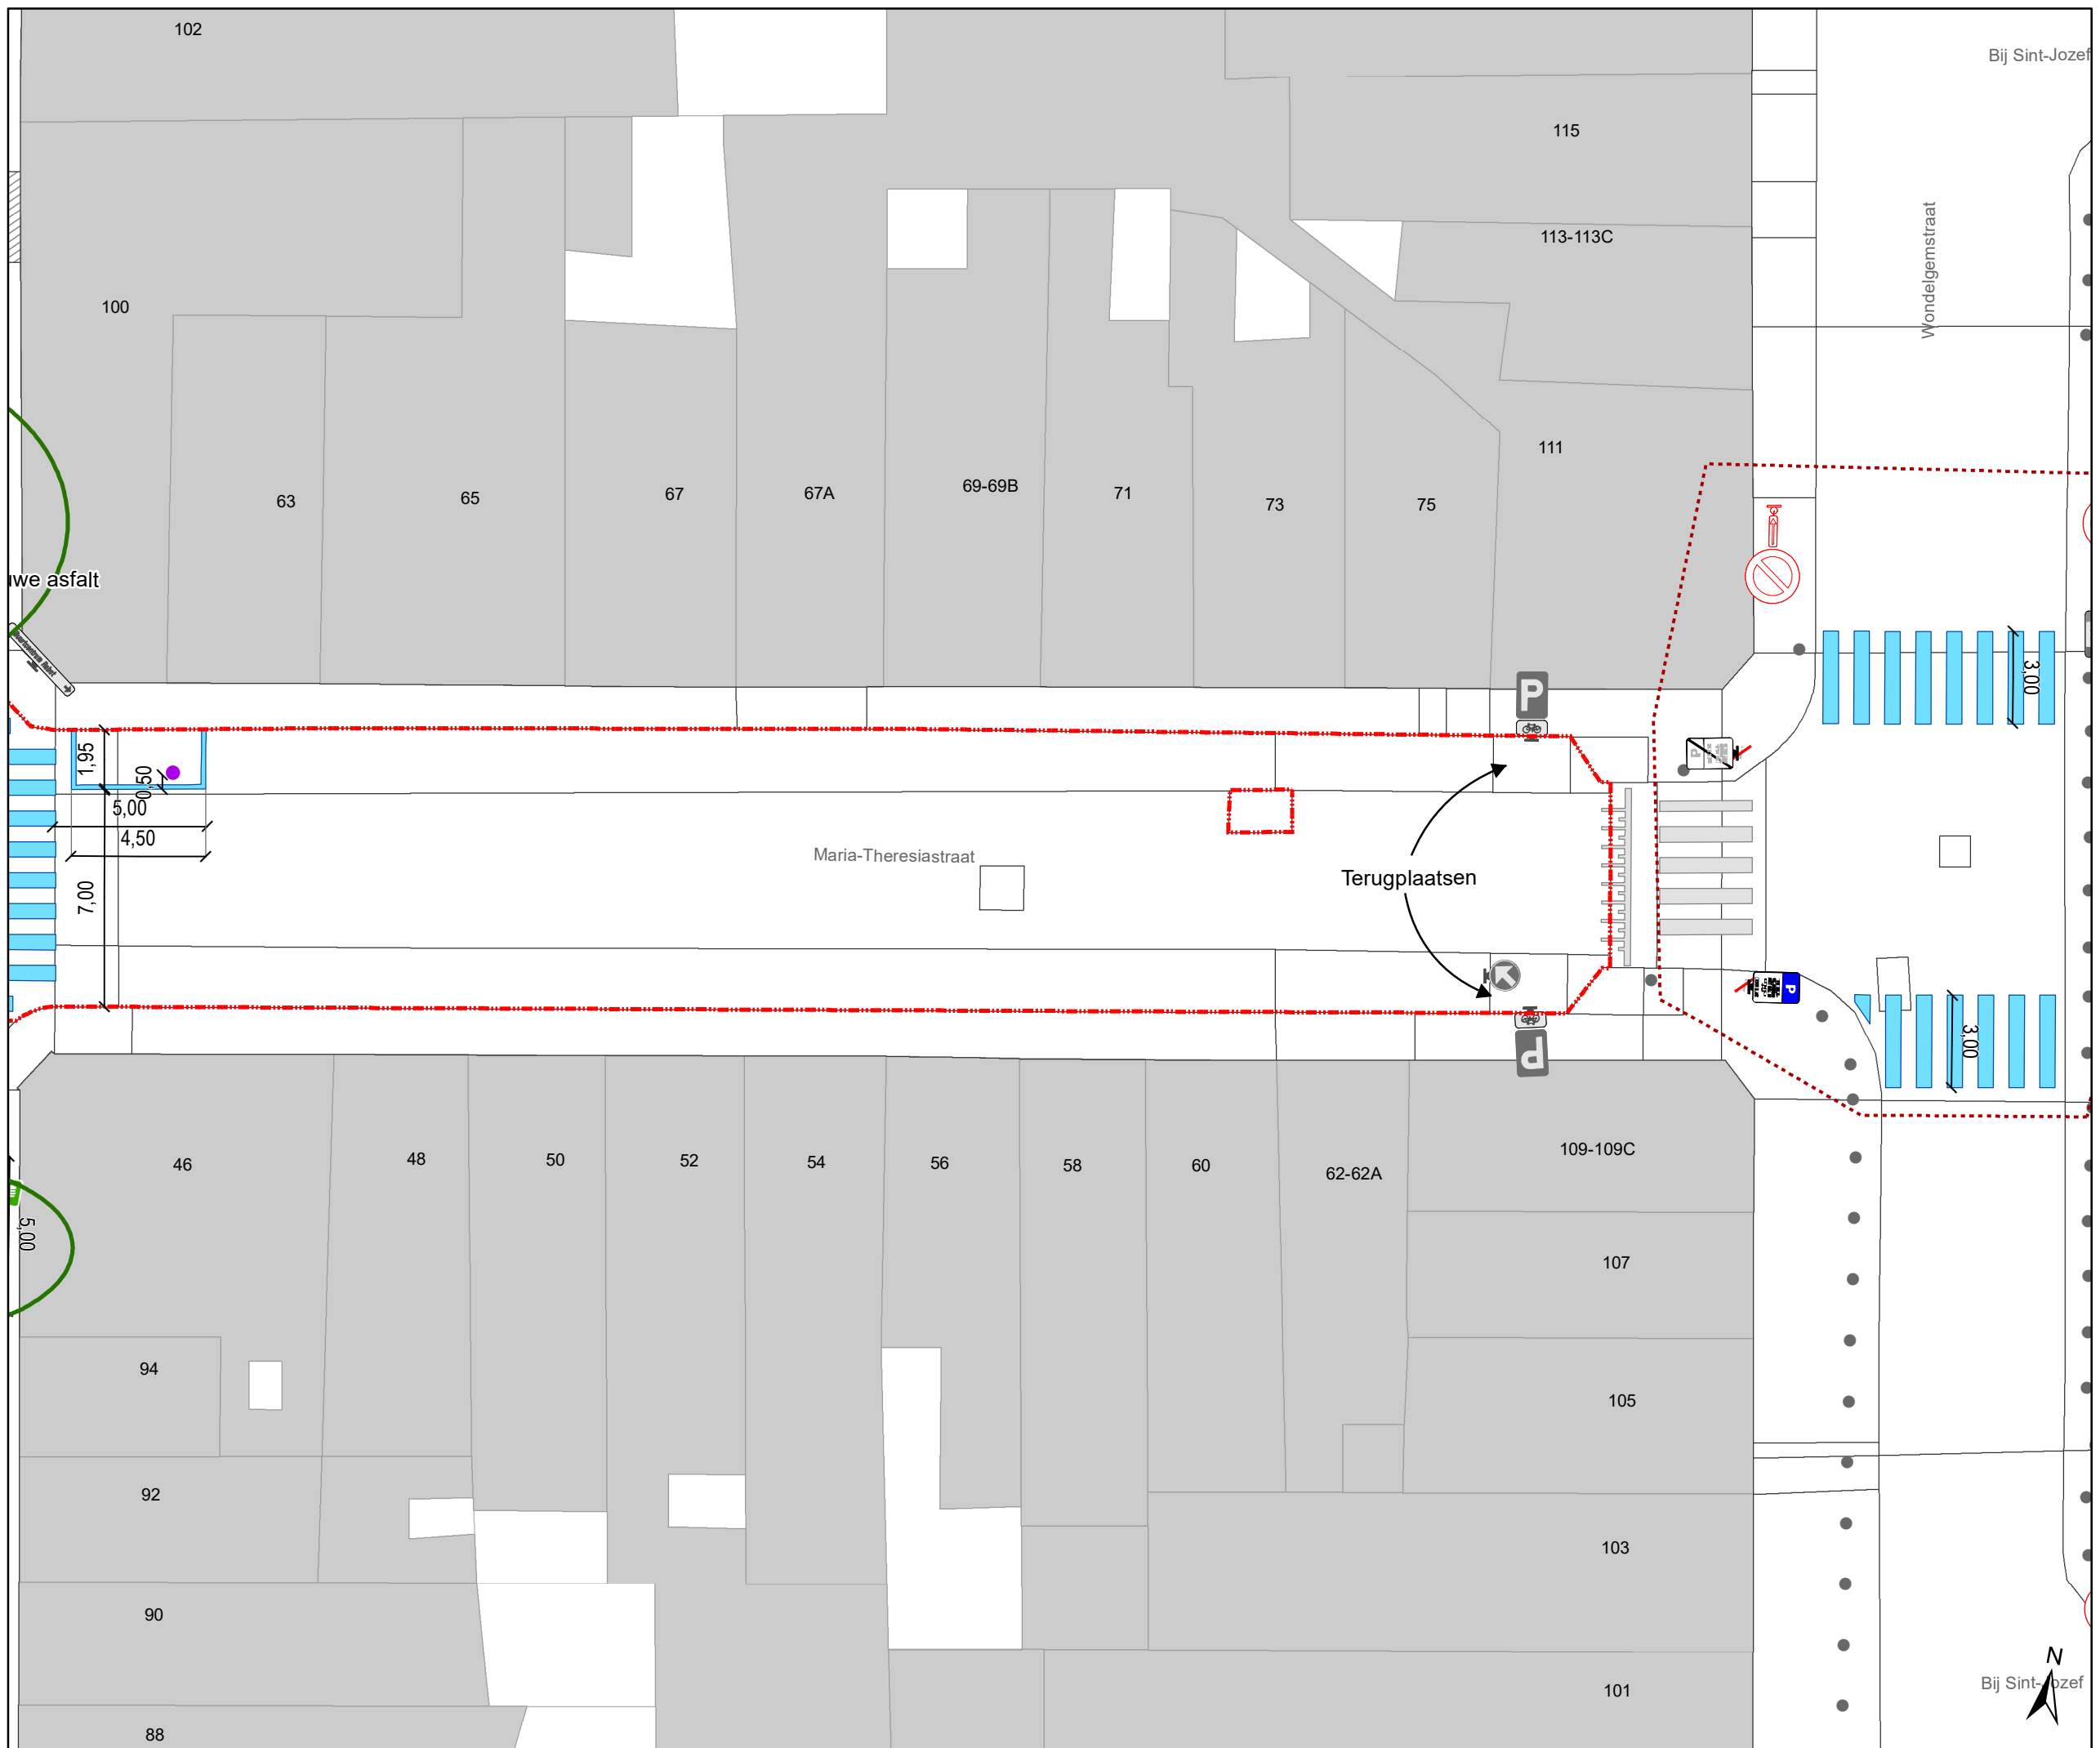 102
Bij Sint-Jozef
115
Wondelgemstraat
113-113C
100
111
63
65
67
67A
69-69B
71
73
75
uwe asfalt
3,00
P
P
1,95
0,50
5,00
4,50
7,00
Maria-Theresiastraat
Terugplaatsen
P
P
3,00
46
48
50
52
54
56
58
60
62-62A
109-109C
5,00
107
94
105
92
103
90
N
Bij Sint-Jozef
101
88